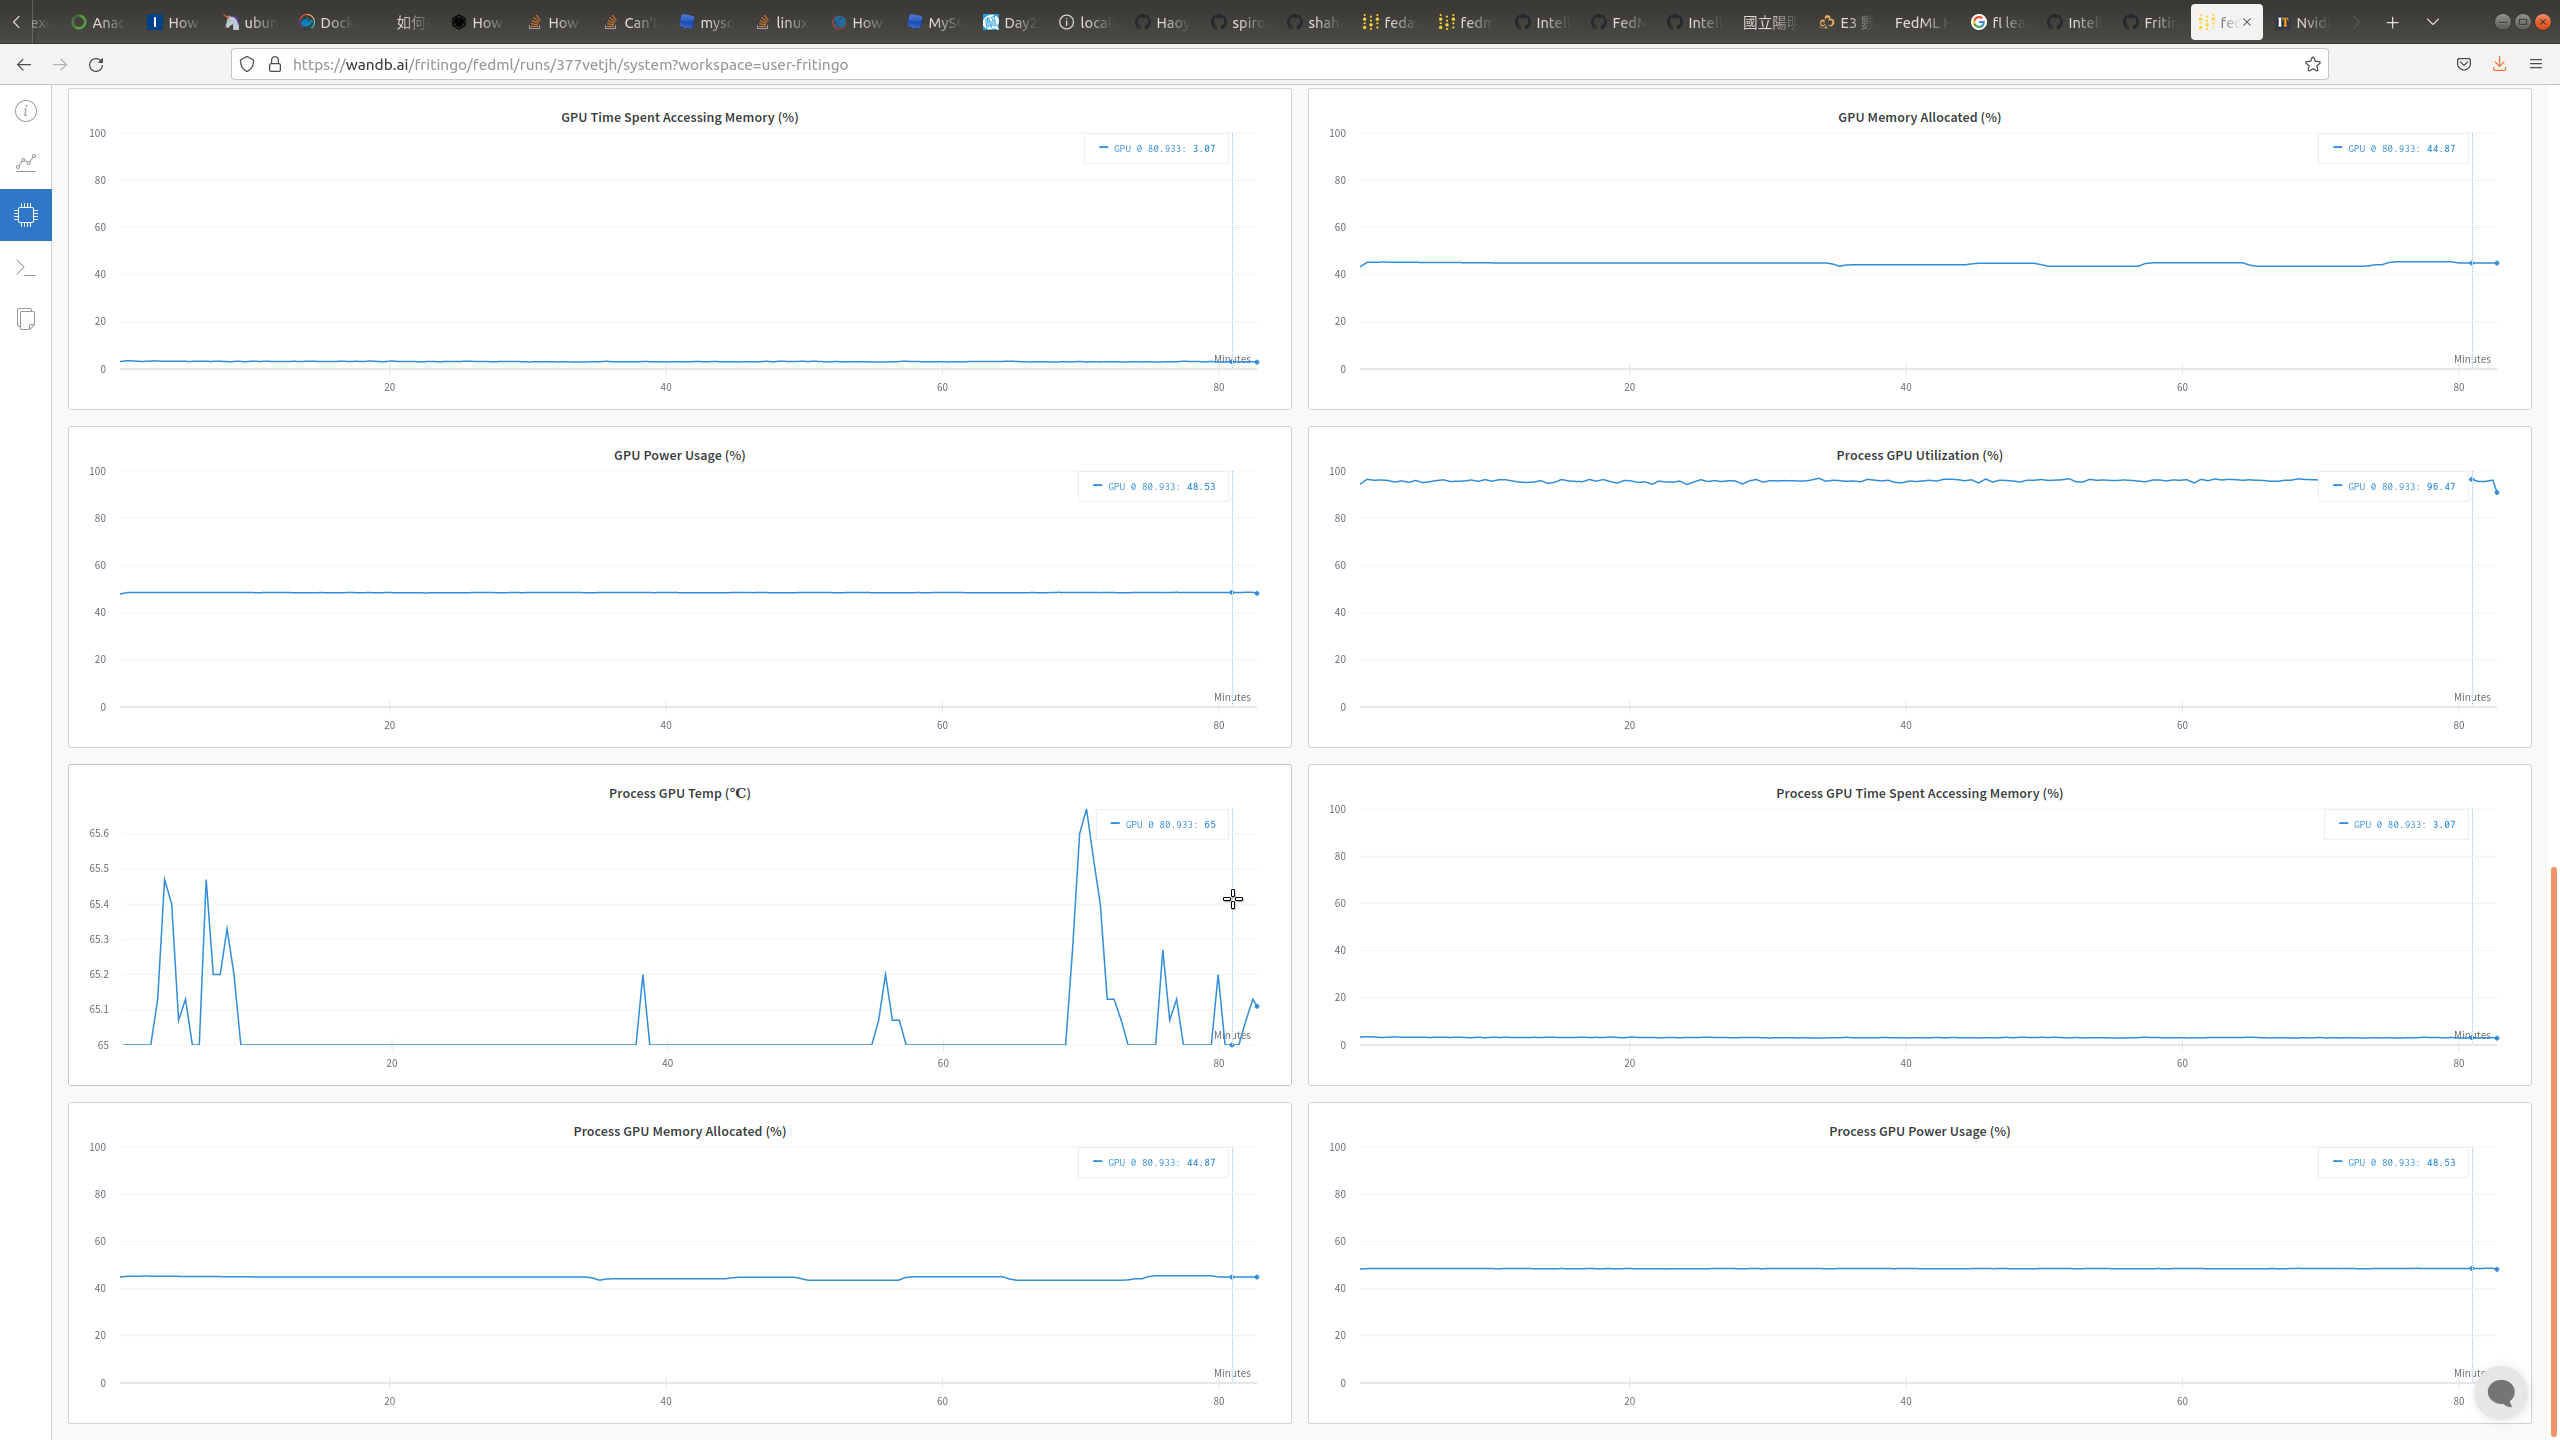 Anac
How
ubun
Dock
如何
How
How
Can'
mysq
linux
How
MySQ
Day2
local
Haoy
spiro
shah
feda
fedm
Intel
FedM
Intel
國立陽明
E3 數
FedML
fl lea
Intel
Fritin
fed
Nvid
https://wandb.ai/fritingo/fedml/runs/377vetjh/system?workspace=user-fritingo
GPU Time Spent Accessing Memory (%)
GPU 0 80.933: 3.07
100
80
60
40
20
0
Minutes
20 40 60 80
GPU Memory Allocated (%)
GPU 0 80.933: 44.87
100
80
60
40
20
0
Minutes
20 40 60 80
GPU Power Usage (%)
GPU 0 80.933: 48.53
100
80
60
40
20
0
Minutes
20 40 60 80
Process GPU Utilization (%)
GPU 0 80.933: 96.47
100
80
60
40
20
0
Minutes
20 40 60 80
Process GPU Temp (℃)
GPU 0 80.933: 65
65.6
65.5
65.4
65.3
65.2
65.1
65
Minutes
20 40 60 80
Process GPU Time Spent Accessing Memory (%)
GPU 0 80.933: 3.07
100
80
60
40
20
0
Minutes
20 40 60 80
Process GPU Memory Allocated (%)
GPU 0 80.933: 44.87
100
80
60
40
20
0
Minutes
20 40 60 80
Process GPU Power Usage (%)
GPU 0 80.933: 48.53
100
80
60
40
20
0
Minutes
20 40 60 80